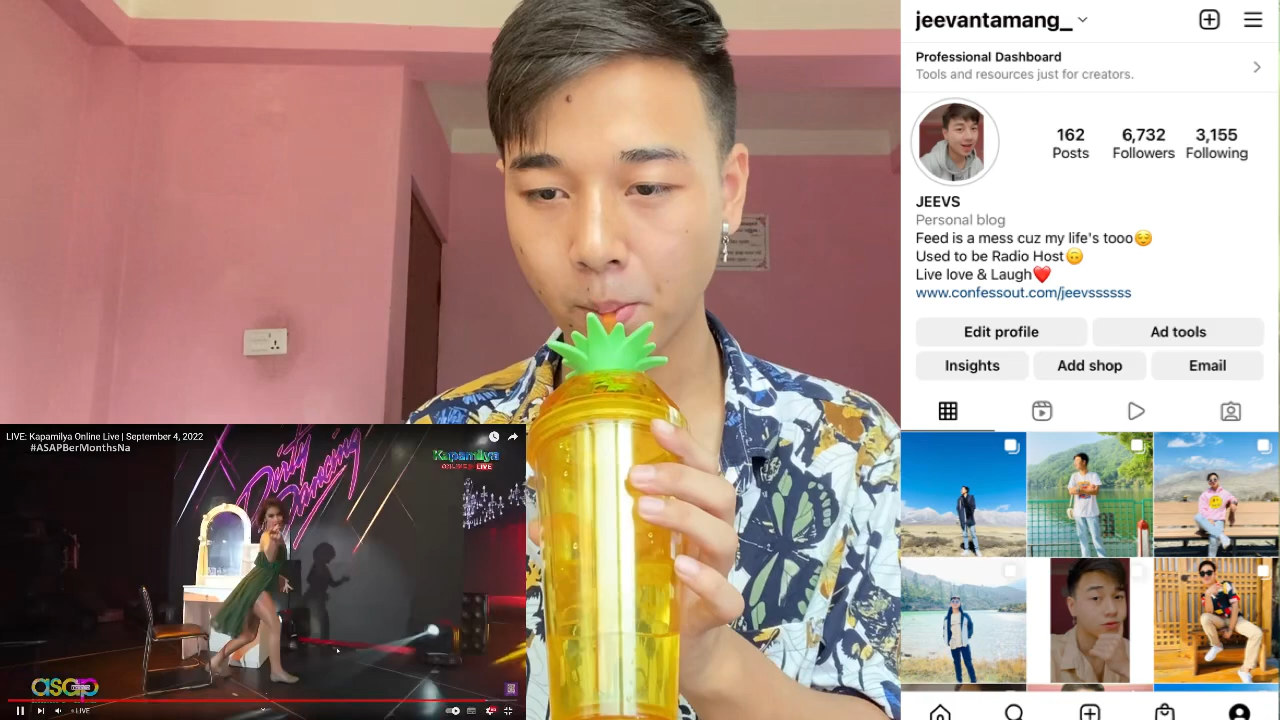 jeevantamang_
Professional Dashboard
Tools and resources just for creators.
162
Posts
6,732
Followers
3,155
Following
JEEVS
Personal blog
Feed is a mess cuz my life's tooo😌
Used to be Radio Host🙃
Live love & Laugh❤️
www.confessout.com/jeevssssss
Edit profile
Ad tools
Insights
Add shop
Email
LIVE: Kapamilya Online Live | September 4, 2022
#ASAPBerMonthsNa
Kapamilya
ONLINE LIVE
Dirty
Dancing
asap
LIVE